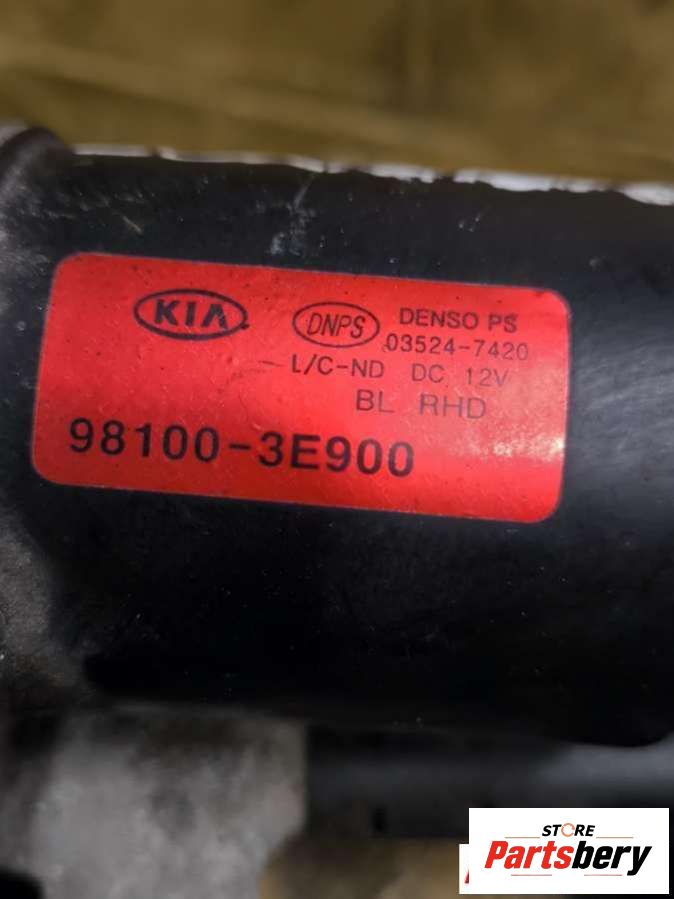 KIA DNPS DENSO PS
03524-7420
L/C-ND DC 12V
BL RHD
98100-3E900
STORE
Partsbery